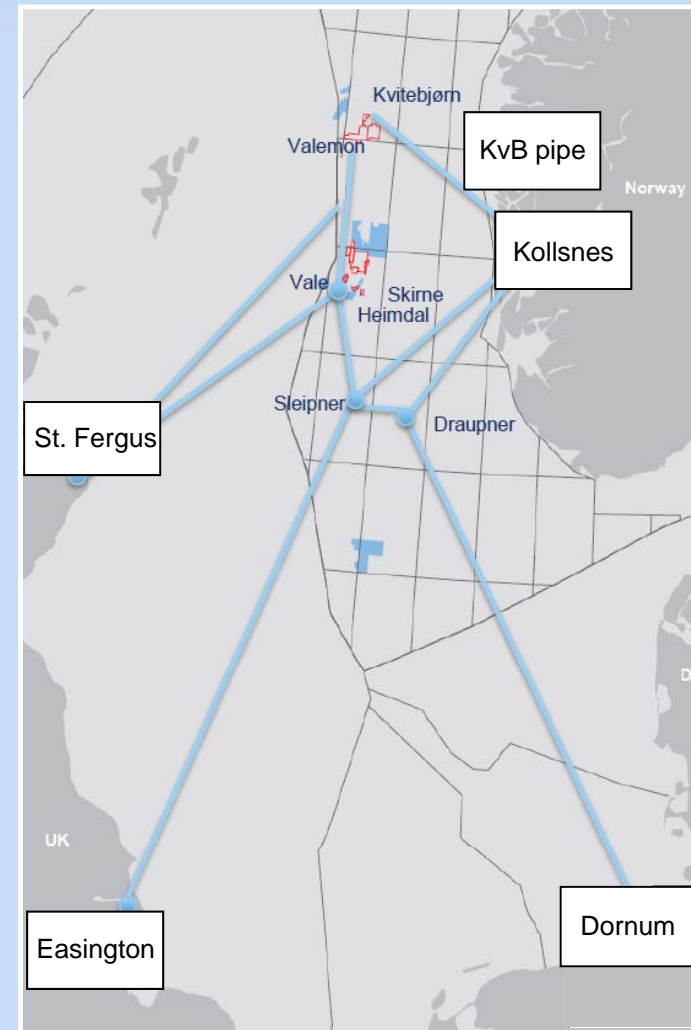 Kvitebjørn
KvB pipe
Valemon
Norway
Kollsnes
Vale
Skirne
Heimdal
Sleipner
Draupner
St. Fergus
D
UK
Easington
Dornum